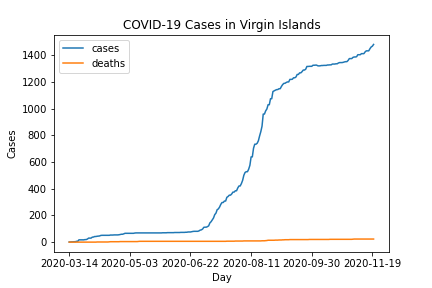 COVID-19 Cases in Virgin Islands
cases
deaths
1400
1200
1000
800
600
400
200
0
Cases
2020-03-14 2020-05-03 2020-06-22 2020-08-11 2020-09-30 2020-11-19
Day